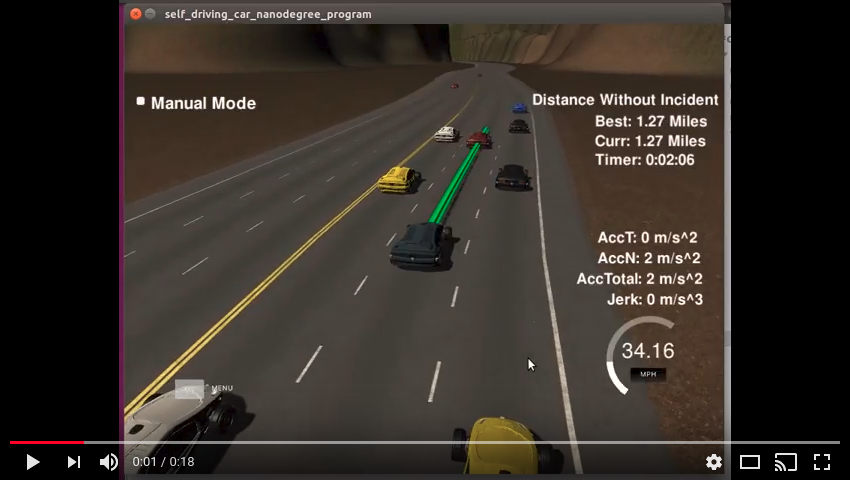 self_driving_car_nanodegree_program
Manual Mode
Distance Without Incident
Best: 1.27 Miles
Curr: 1.27 Miles
Timer: 0:02:06
AccT: 0 m/s^2
AccN: 2 m/s^2
AccTotal: 2 m/s^2
Jerk: 0 m/s^3
34.16
MPH
MENU
0:01 / 0:18